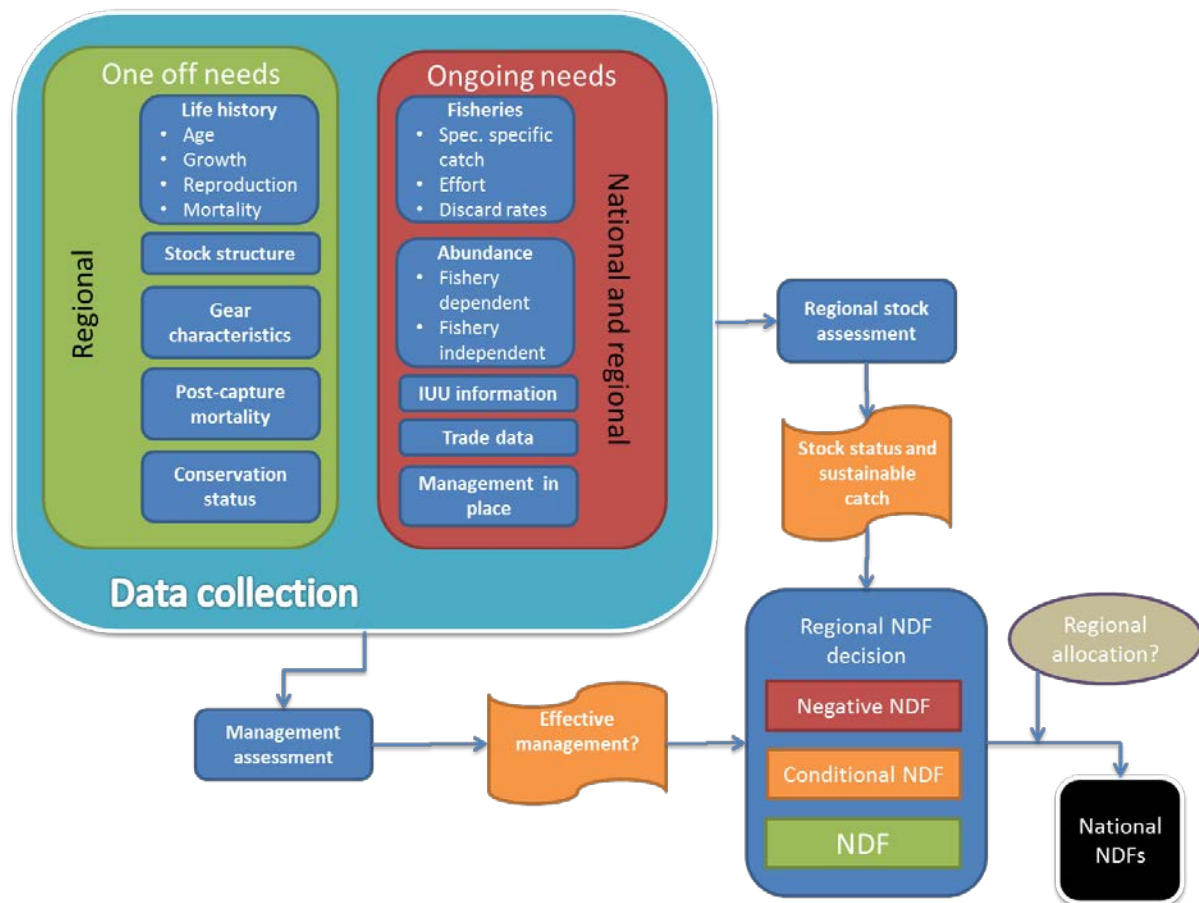 One off needs
Life history
• Age
• Growth
• Reproduction
• Mortality
Stock structure
Gear
characteristics
Post-capture
mortality
Conservation
status
Regional
Ongoing needs
Fisheries
• Spec. specific
catch
• Effort
• Discard rates
Abundance
• Fishery
dependent
• Fishery
independent
IUU information
Trade data
Management in
place
National and regional
Data collection
Regional stock
assessment
Stock status and
sustainable
catch
Management
assessment
Effective
management?
Regional NDF
decision
Negative NDF
Conditional NDF
NDF
Regional
allocation?
National
NDFs